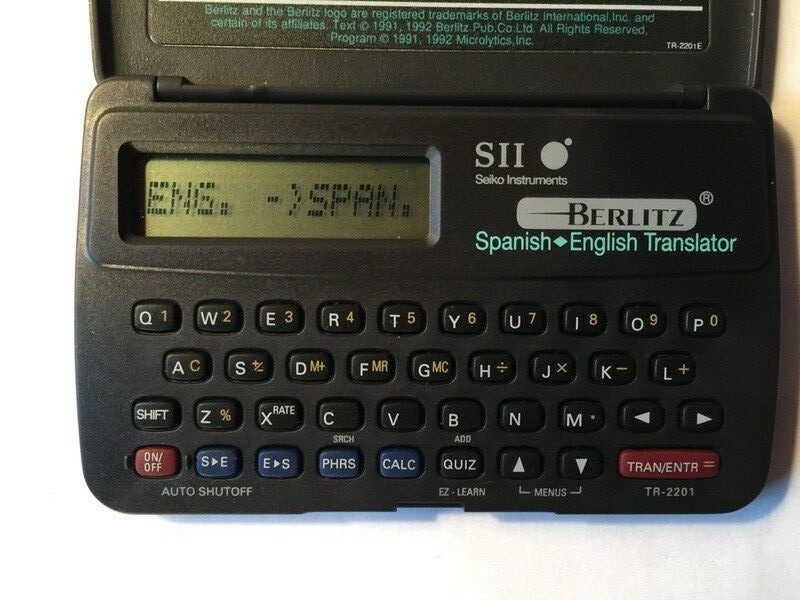 Berlitz and the Berlitz logo are registered trademarks of Berlitz International,Inc. and
certain of its affiliates. Text © 1991, 1992 Berlitz Pub.Co.Ltd. All Rights Reserved,
Program © 1991, 1992 Microlytics,Inc.
TR-2201E
SII
Seiko Instruments
ENG. ->SPAN.
BERLITZ ®
Spanish◆English Translator
Q 1 W 2 E 3 R 4 T 5 Y 6 U 7 I 8 O 9 P 0
A C S +/- D M+ F MR G MC H ÷ J × K − L +
SHIFT Z % X RATE C V B N M · ◀ ▶
SRCH ADD
ON/OFF S▶E E▶S PHRS CALC QUIZ ▲ ▼ TRAN/ENTR =
AUTO SHUTOFF EZ-LEARN MENUS TR-2201